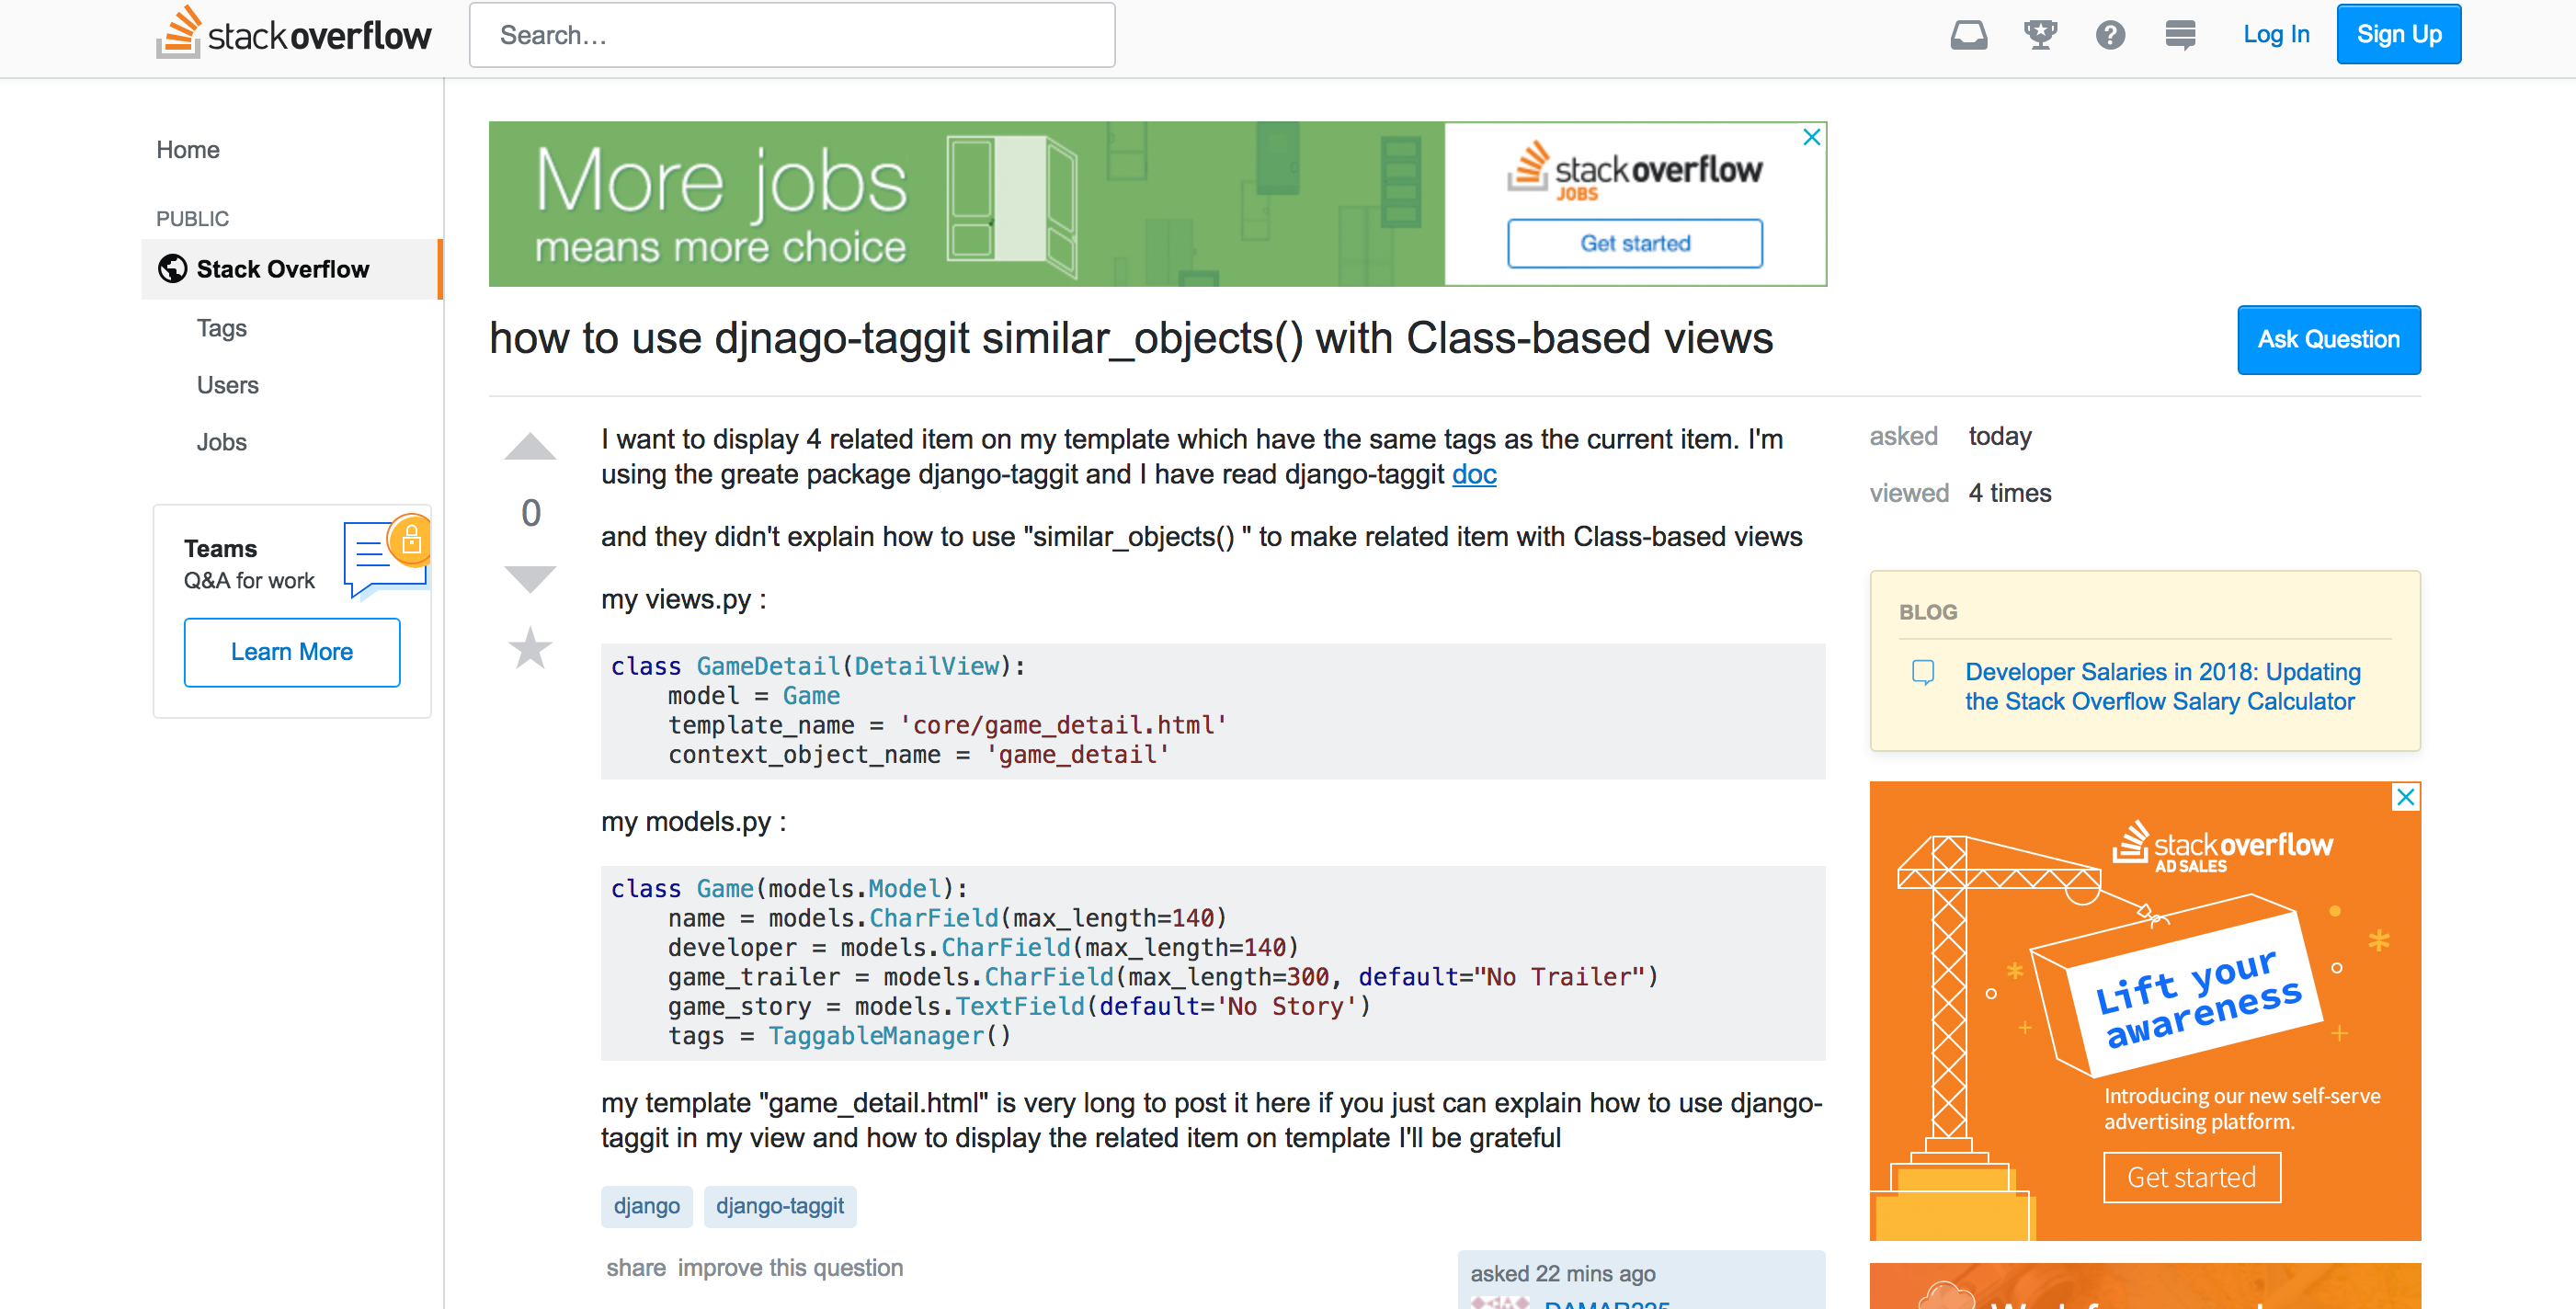 stackoverflow
Search...
?
Log In
Sign Up
Home
PUBLIC
Stack Overflow
Tags
Users
Jobs
Teams
Q&A for work
Learn More
More jobs
means more choice
stackoverflow
JOBS
Get started
how to use djnago-taggit similar_objects() with Class-based views
Ask Question
0
I want to display 4 related item on my template which have the same tags as the current item. I'm
using the greate package django-taggit and I have read django-taggit doc
and they didn't explain how to use "similar_objects() " to make related item with Class-based views
my views.py :
class GameDetail(DetailView):
    model = Game
    template_name = 'core/game_detail.html'
    context_object_name = 'game_detail'
my models.py :
class Game(models.Model):
    name = models.CharField(max_length=140)
    developer = models.CharField(max_length=140)
    game_trailer = models.CharField(max_length=300, default="No Trailer")
    game_story = models.TextField(default='No Story')
    tags = TaggableManager()
my template "game_detail.html" is very long to post it here if you just can explain how to use django-
taggit in my view and how to display the related item on template I'll be grateful
django django-taggit
share improve this question
asked 22 mins ago
asked today
viewed 4 times
BLOG
Developer Salaries in 2018: Updating
the Stack Overflow Salary Calculator
stackoverflow
AD SALES
Lift your
awareness
Introducing our new self-serve
advertising platform.
Get started